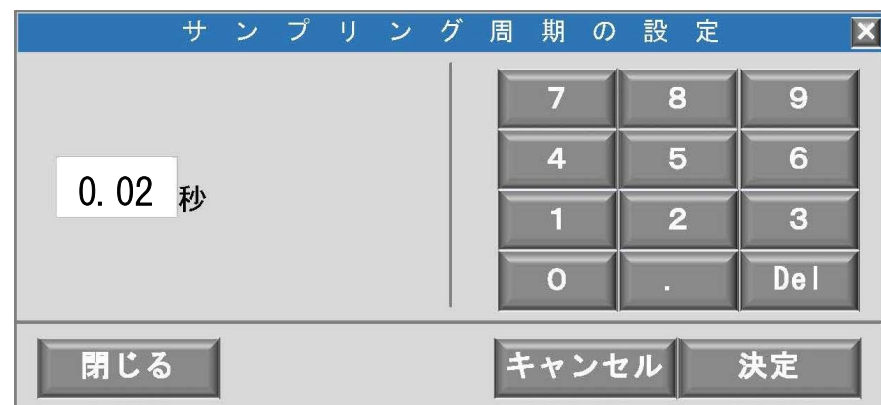 サンプリング周期の設定
7 8 9
4 5 6
0.02 秒
1 2 3
0 . Del
閉じる キャンセル 決定